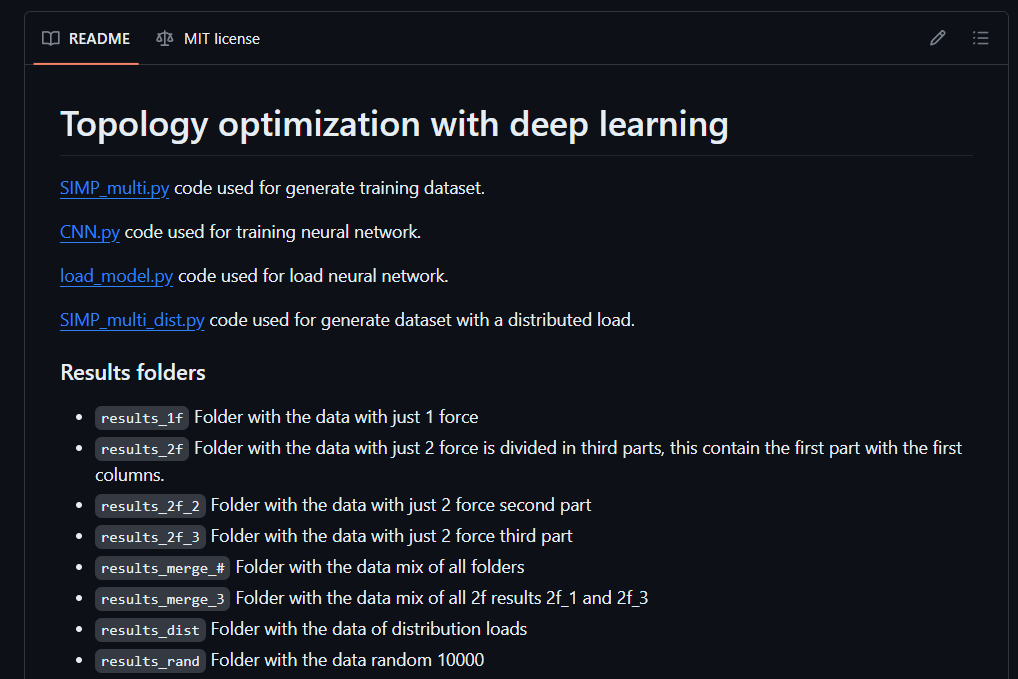 README MIT license
Topology optimization with deep learning
SIMP_multi.py code used for generate training dataset.
CNN.py code used for training neural network.
load_model.py code used for load neural network.
SIMP_multi_dist.py code used for generate dataset with a distributed load.
Results folders
results_1f Folder with the data with just 1 force
results_2f Folder with the data with just 2 force is divided in third parts, this contain the first part with the first
columns.
results_2f_2 Folder with the data with just 2 force second part
results_2f_3 Folder with the data with just 2 force third part
results_merge_# Folder with the data mix of all folders
results_merge_3 Folder with the data mix of all 2f results 2f_1 and 2f_3
results_dist Folder with the data of distribution loads
results_rand Folder with the data random 10000